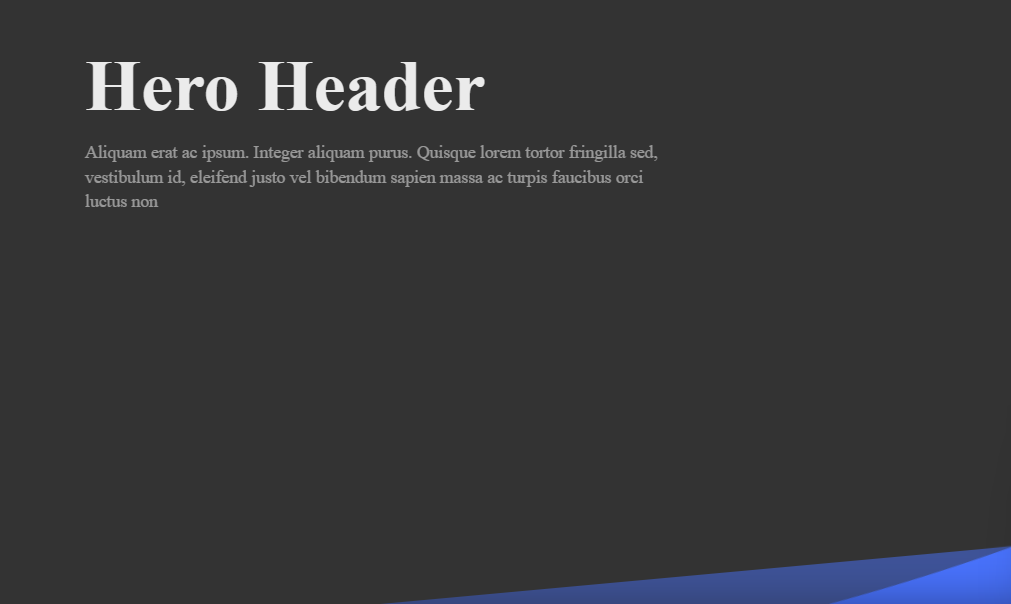 Hero Header
Aliquam erat ac ipsum. Integer aliquam purus. Quisque lorem tortor fringilla sed,
vestibulum id, eleifend justo vel bibendum sapien massa ac turpis faucibus orci
luctus non